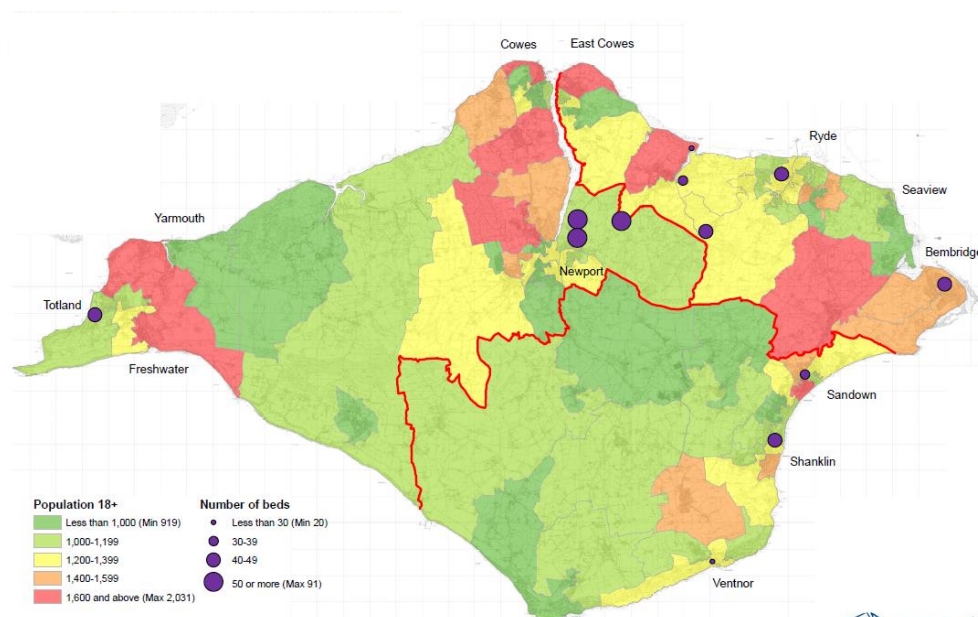 Cowes
East Cowes
Ryde
Seaview
Yarmouth
Bembridge
Newport
Totland
Freshwater
Sandown
Shanklin
Ventnor
Population 18+
Less than 1,000 (Min 919)
1,000-1,199
1,200-1,399
1,400-1,599
1,600 and above (Max 2,031)
Number of beds
Less than 30 (Min 20)
30-39
40-49
50 or more (Max 91)